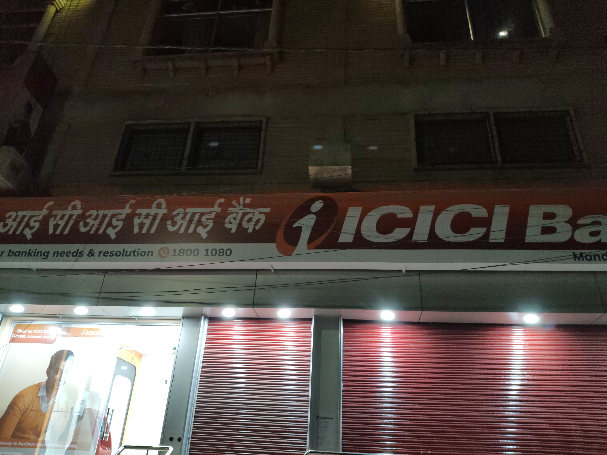 आई सी आई सी आई बैंक
ICICI Ba
banking needs & resolution 1800 1080
Mand